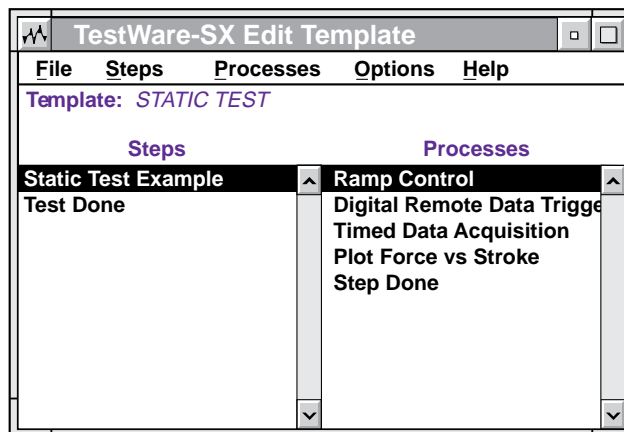 TestWare-SX Edit Template
File Steps Processes Options Help
Template: STATIC TEST
Steps Processes
Static Test Example Ramp Control
Test Done Digital Remote Data Trigge
Timed Data Acquisition
Plot Force vs Stroke
Step Done